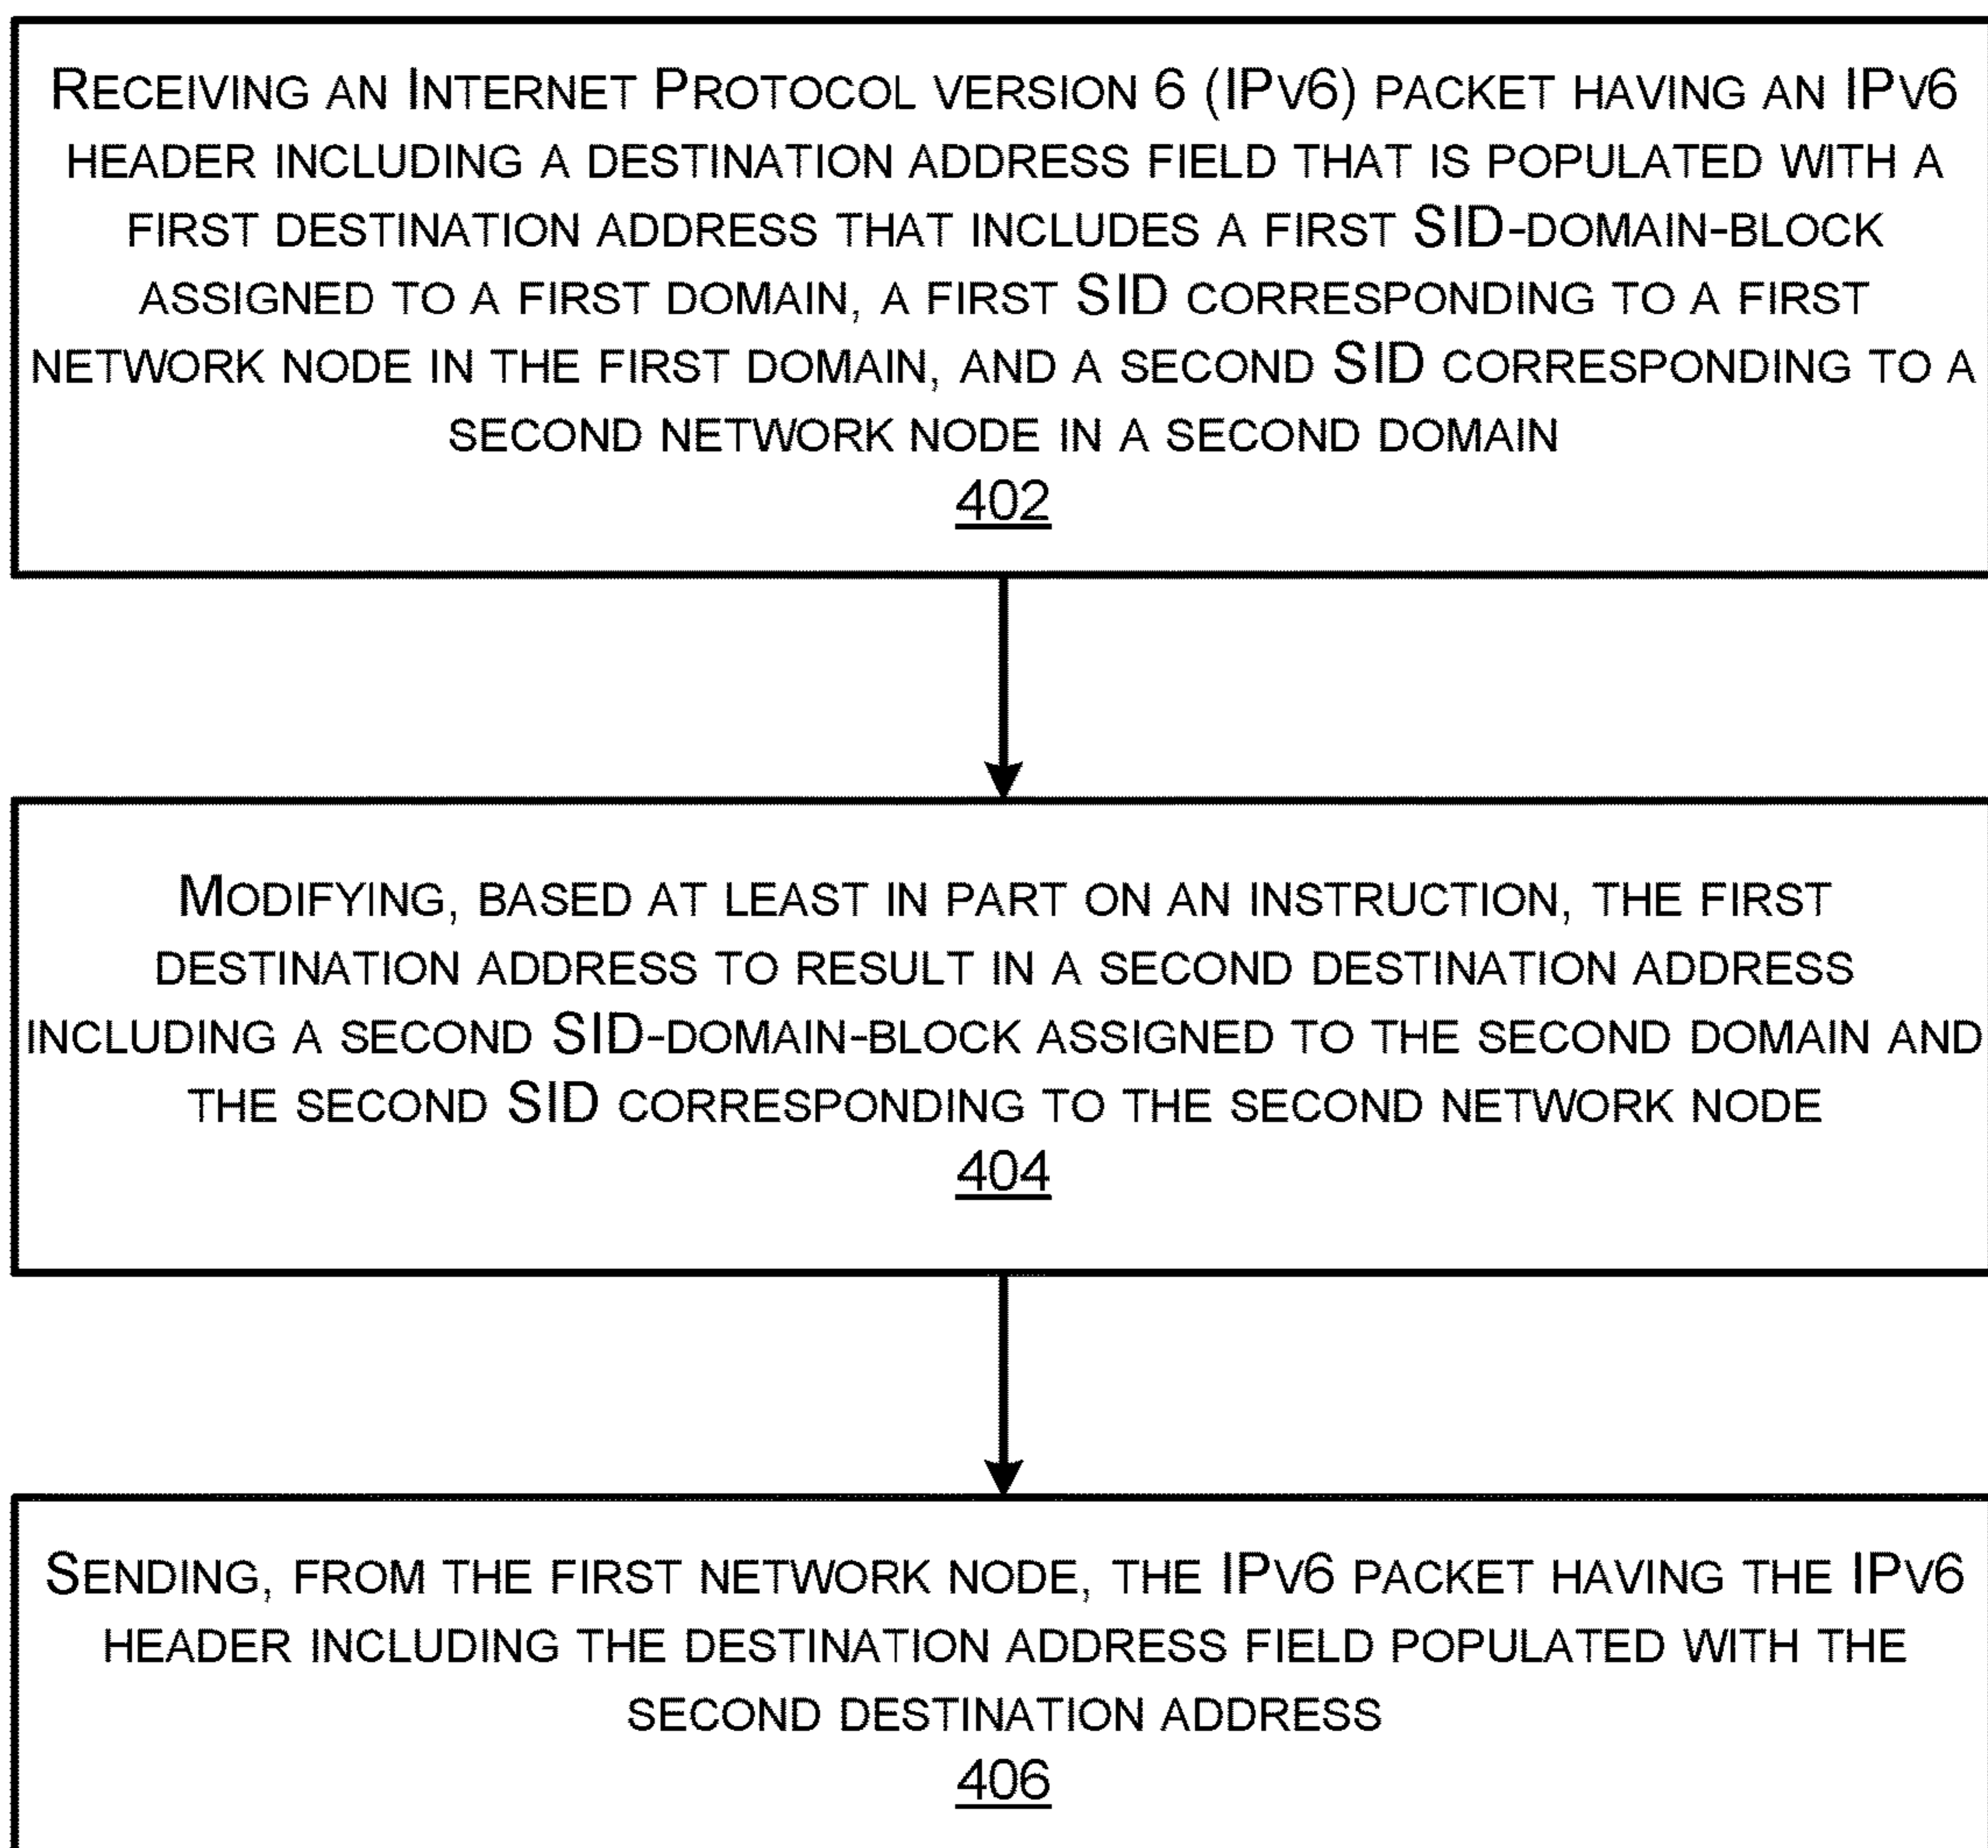 RECEIVING AN INTERNET PROTOCOL VERSION 6 (IPV6) PACKET HAVING AN IPV6
HEADER INCLUDING A DESTINATION ADDRESS FIELD THAT IS POPULATED WITH A
FIRST DESTINATION ADDRESS THAT INCLUDES A FIRST SID-DOMAIN-BLOCK
ASSIGNED TO A FIRST DOMAIN, A FIRST SID CORRESPONDING TO A FIRST
NETWORK NODE IN THE FIRST DOMAIN, AND A SECOND SID CORRESPONDING TO A
SECOND NETWORK NODE IN A SECOND DOMAIN
402
MODIFYING, BASED AT LEAST IN PART ON AN INSTRUCTION, THE FIRST
DESTINATION ADDRESS TO RESULT IN A SECOND DESTINATION ADDRESS
INCLUDING A SECOND SID-DOMAIN-BLOCK ASSIGNED TO THE SECOND DOMAIN AND
THE SECOND SID CORRESPONDING TO THE SECOND NETWORK NODE
404
SENDING, FROM THE FIRST NETWORK NODE, THE IPV6 PACKET HAVING THE IPV6
HEADER INCLUDING THE DESTINATION ADDRESS FIELD POPULATED WITH THE
SECOND DESTINATION ADDRESS
406